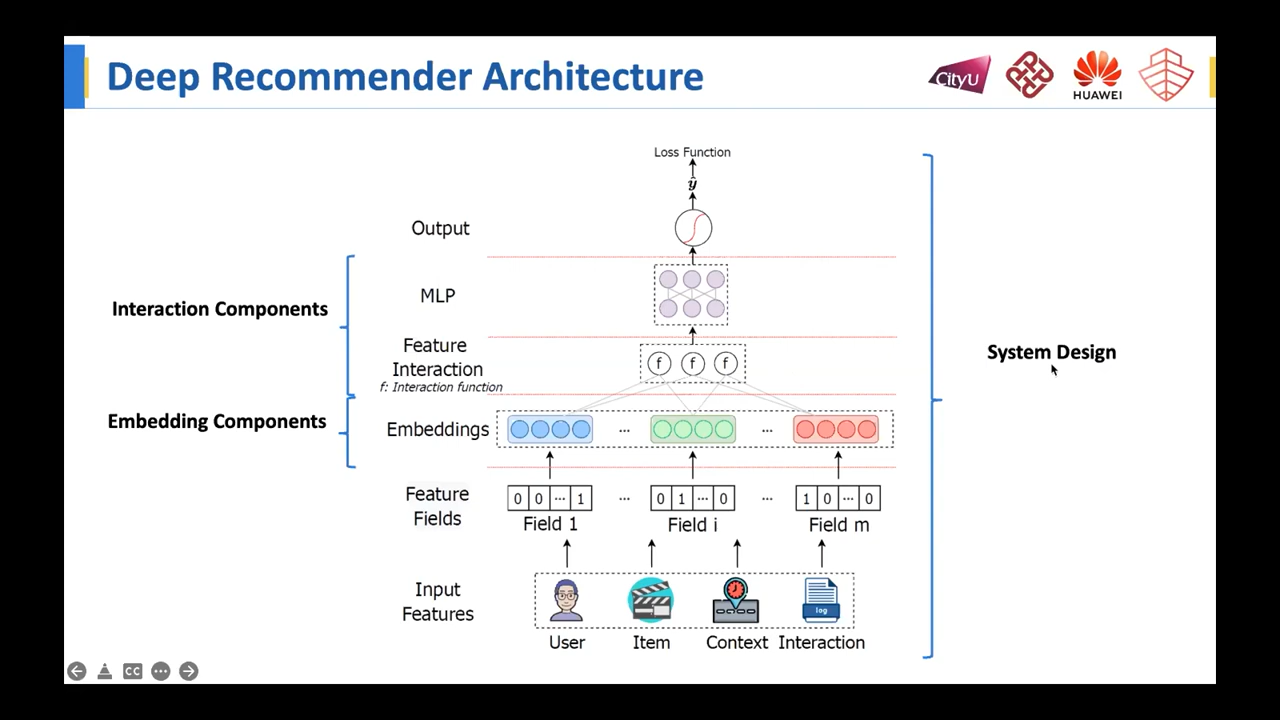 Deep Recommender Architecture
CityU
HUAWEI
Loss Function
ŷ
Output
MLP
Interaction Components
Feature
Interaction
f: Interaction function
f f f
System Design
Embedding Components
Embeddings
... ...
Feature
Fields
0 0 ... 1 ... 0 1 ... 0 ... 1 0 ... 0
Field 1 Field i Field m
Input
Features
log
User Item Context Interaction
CC